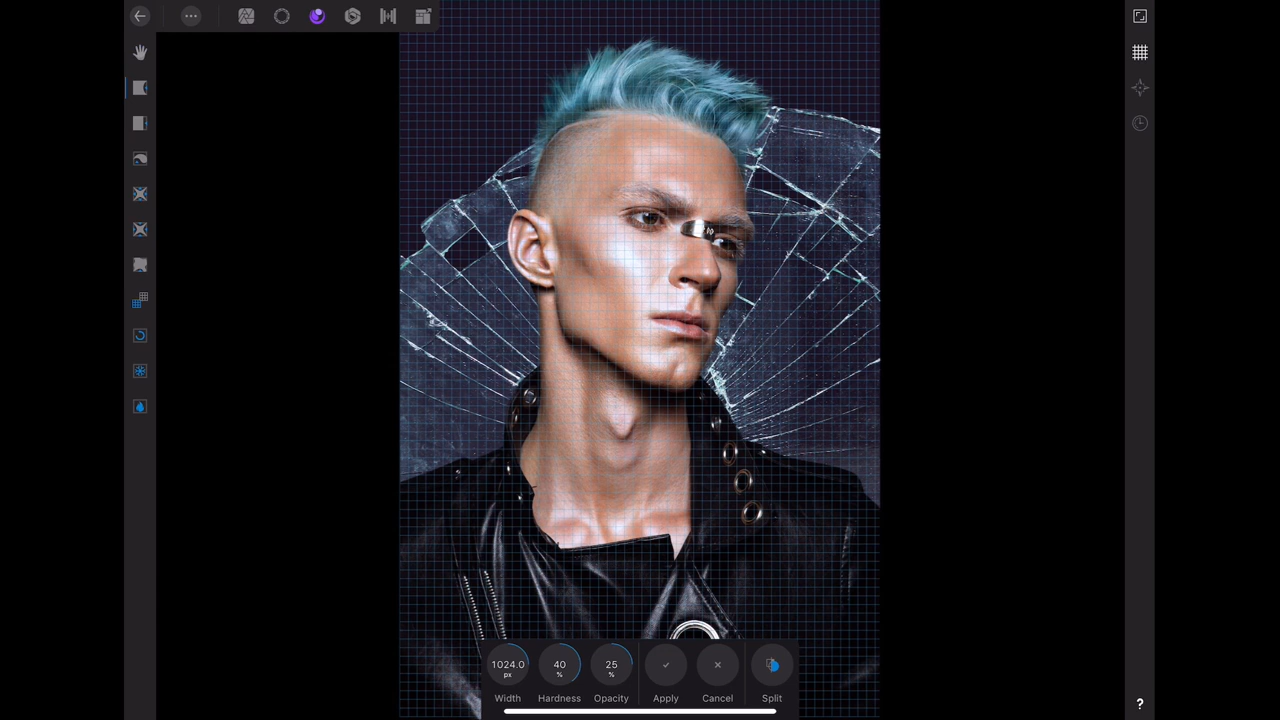 1024.0
px
40
%
25
%
Width
Hardness
Opacity
Apply
Cancel
Split
?